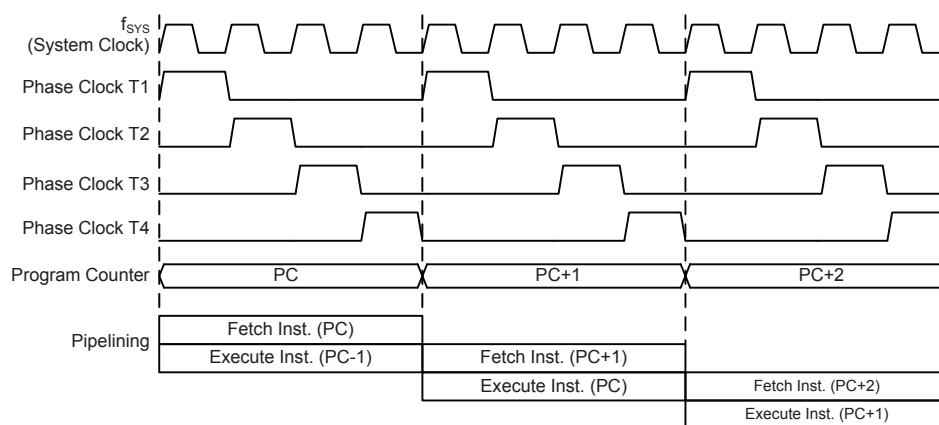 fSYS
(System Clock)
Phase Clock T1
Phase Clock T2
Phase Clock T3
Phase Clock T4
Program Counter PC PC+1 PC+2
Pipelining
Fetch Inst. (PC)
Execute Inst. (PC-1) Fetch Inst. (PC+1)
Execute Inst. (PC) Fetch Inst. (PC+2)
Execute Inst. (PC+1)